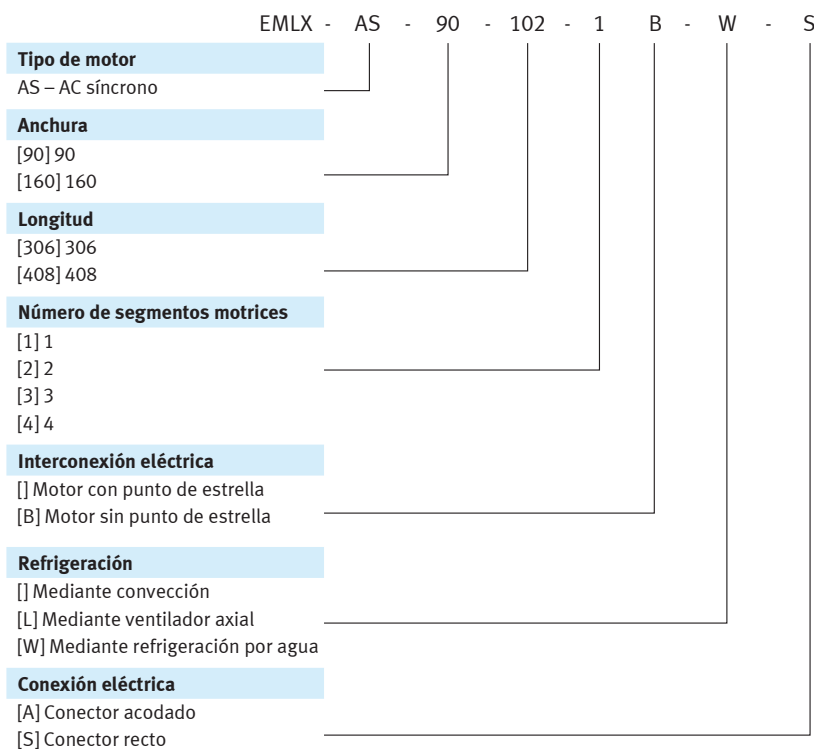 EMLX - AS - 90 - 102 - 1 B - W - S
Tipo de motor
AS – AC síncrono
Anchura
[90] 90
[160] 160
Longitud
[306] 306
[408] 408
Número de segmentos motrices
[1] 1
[2] 2
[3] 3
[4] 4
Interconexión eléctrica
[] Motor con punto de estrella
[B] Motor sin punto de estrella
Refrigeración
[] Mediante convección
[L] Mediante ventilador axial
[W] Mediante refrigeración por agua
Conexión eléctrica
[A] Conector acodado
[S] Conector recto